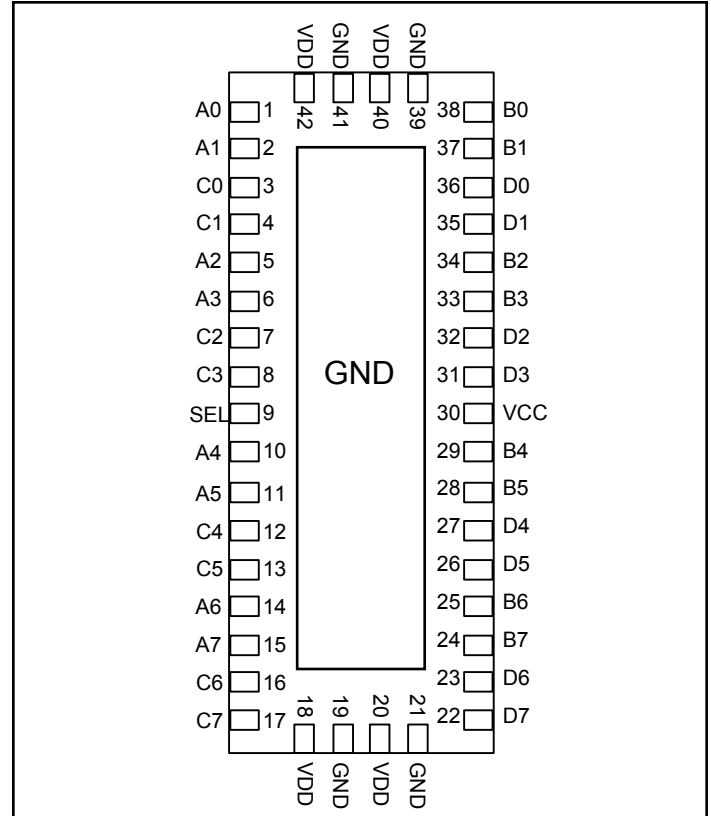 VDD GND VDD GND
42 41 40 39
A0 1 38 B0
A1 2 37 B1
C0 3 36 D0
C1 4 35 D1
A2 5 34 B2
A3 6 33 B3
C2 7 32 D2
C3 8 GND 31 D3
SEL 9 30 VCC
A4 10 29 B4
A5 11 28 B5
C4 12 27 D4
C5 13 26 D5
A6 14 25 B6
A7 15 24 B7
C6 16 23 D6
C7 17 22 D7
18 19 20 21
VDD GND VDD GND